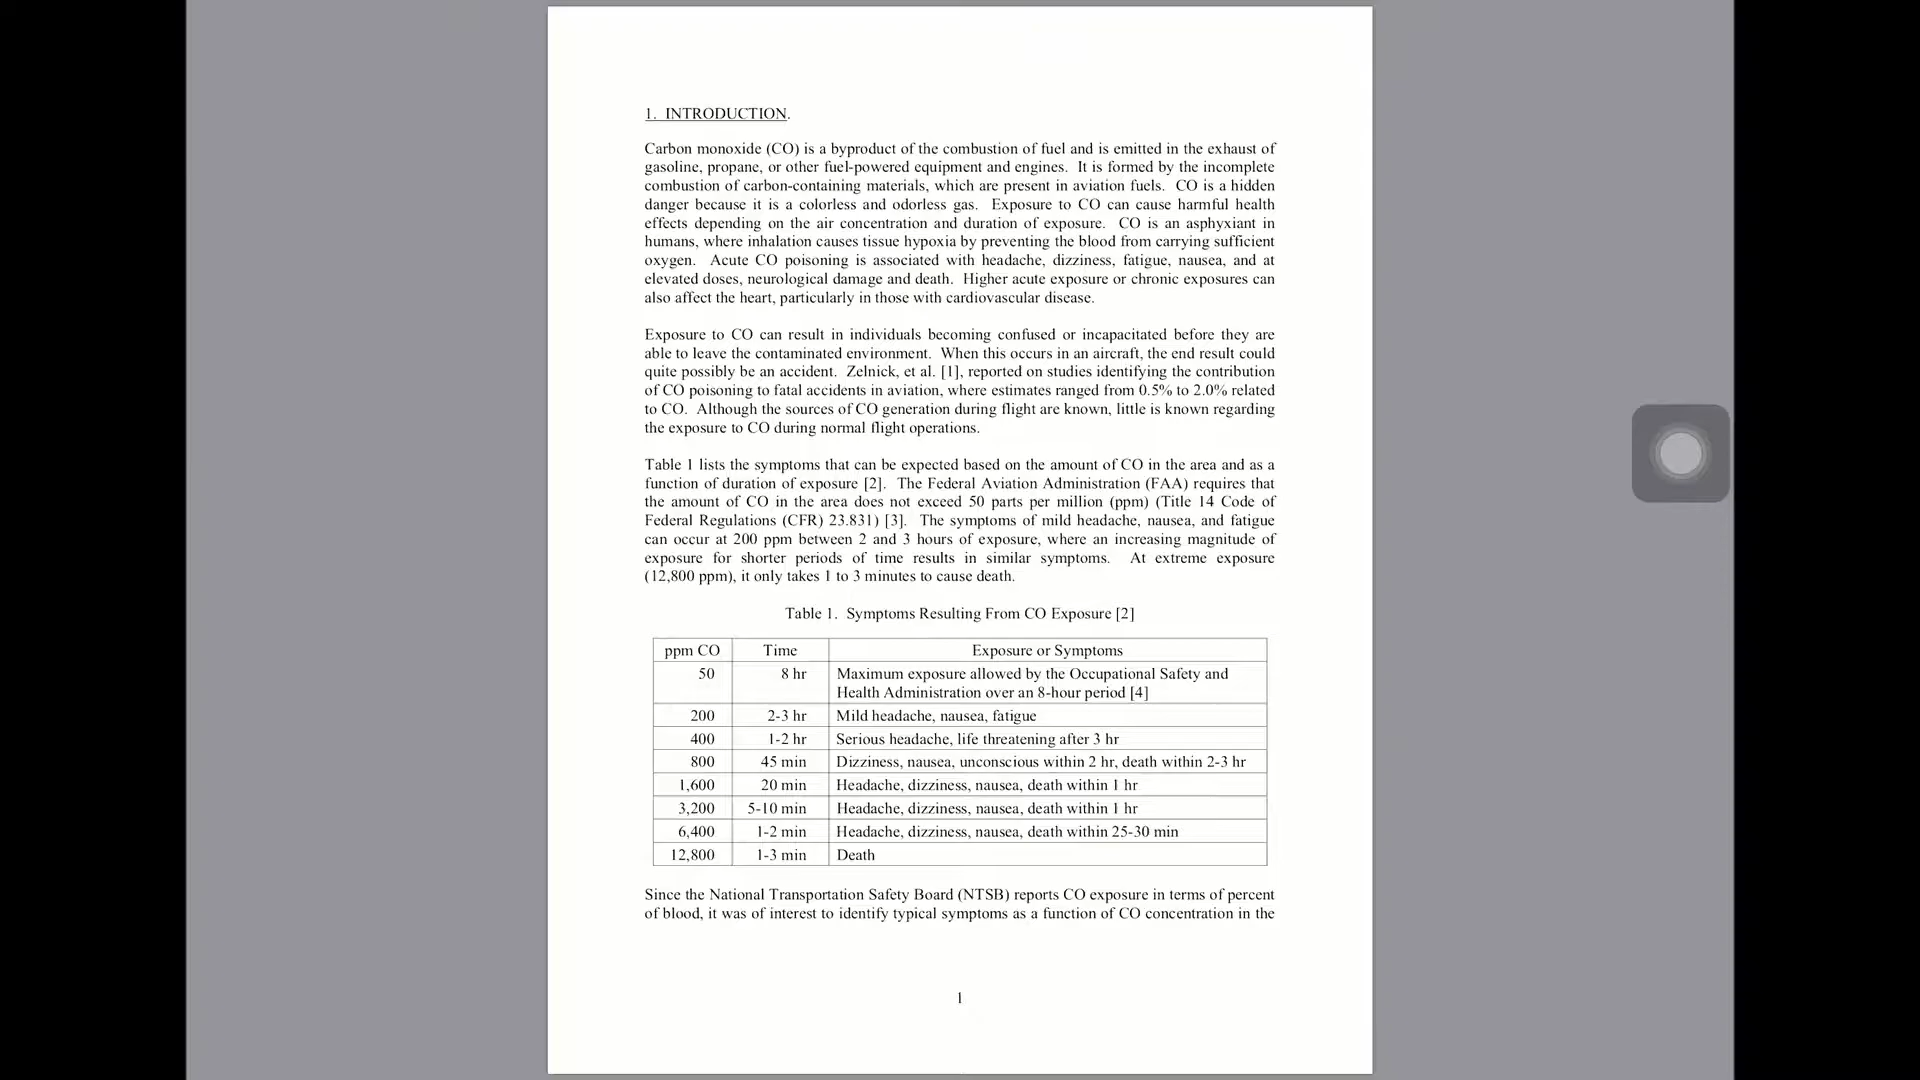 1. INTRODUCTION.
Carbon monoxide (CO) is a byproduct of the combustion of fuel and is emitted in the exhaust of
gasoline, propane, or other fuel-powered equipment and engines. It is formed by the incomplete
combustion of carbon-containing materials, which are present in aviation fuels. CO is a hidden
danger because it is a colorless and odorless gas. Exposure to CO can cause harmful health
effects depending on the air concentration and duration of exposure. CO is an asphyxiant in
humans, where inhalation causes tissue hypoxia by preventing the blood from carrying sufficient
oxygen. Acute CO poisoning is associated with headache, dizziness, fatigue, nausea, and at
elevated doses, neurological damage and death. Higher acute exposure or chronic exposures can
also affect the heart, particularly in those with cardiovascular disease.
Exposure to CO can result in individuals becoming confused or incapacitated before they are
able to leave the contaminated environment. When this occurs in an aircraft, the end result could
quite possibly be an accident. Zelnick, et al. [1], reported on studies identifying the contribution
of CO poisoning to fatal accidents in aviation, where estimates ranged from 0.5% to 2.0% related
to CO. Although the sources of CO generation during flight are known, little is known regarding
the exposure to CO during normal flight operations.
Table 1 lists the symptoms that can be expected based on the amount of CO in the area and as a
function of duration of exposure [2]. The Federal Aviation Administration (FAA) requires that
the amount of CO in the area does not exceed 50 parts per million (ppm) (Title 14 Code of
Federal Regulations (CFR) 23.831) [3]. The symptoms of mild headache, nausea, and fatigue
can occur at 200 ppm between 2 and 3 hours of exposure, where an increasing magnitude of
exposure for shorter periods of time results in similar symptoms. At extreme exposure
(12,800 ppm), it only takes 1 to 3 minutes to cause death.
Table 1. Symptoms Resulting From CO Exposure [2]
ppm CO Time Exposure or Symptoms
50 8 hr Maximum exposure allowed by the Occupational Safety and
Health Administration over an 8-hour period [4]
200 2-3 hr Mild headache, nausea, fatigue
400 1-2 hr Serious headache, life threatening after 3 hr
800 45 min Dizziness, nausea, unconscious within 2 hr, death within 2-3 hr
1,600 20 min Headache, dizziness, nausea, death within 1 hr
3,200 5-10 min Headache, dizziness, nausea, death within 1 hr
6,400 1-2 min Headache, dizziness, nausea, death within 25-30 min
12,800 1-3 min Death
Since the National Transportation Safety Board (NTSB) reports CO exposure in terms of percent
of blood, it was of interest to identify typical symptoms as a function of CO concentration in the
1